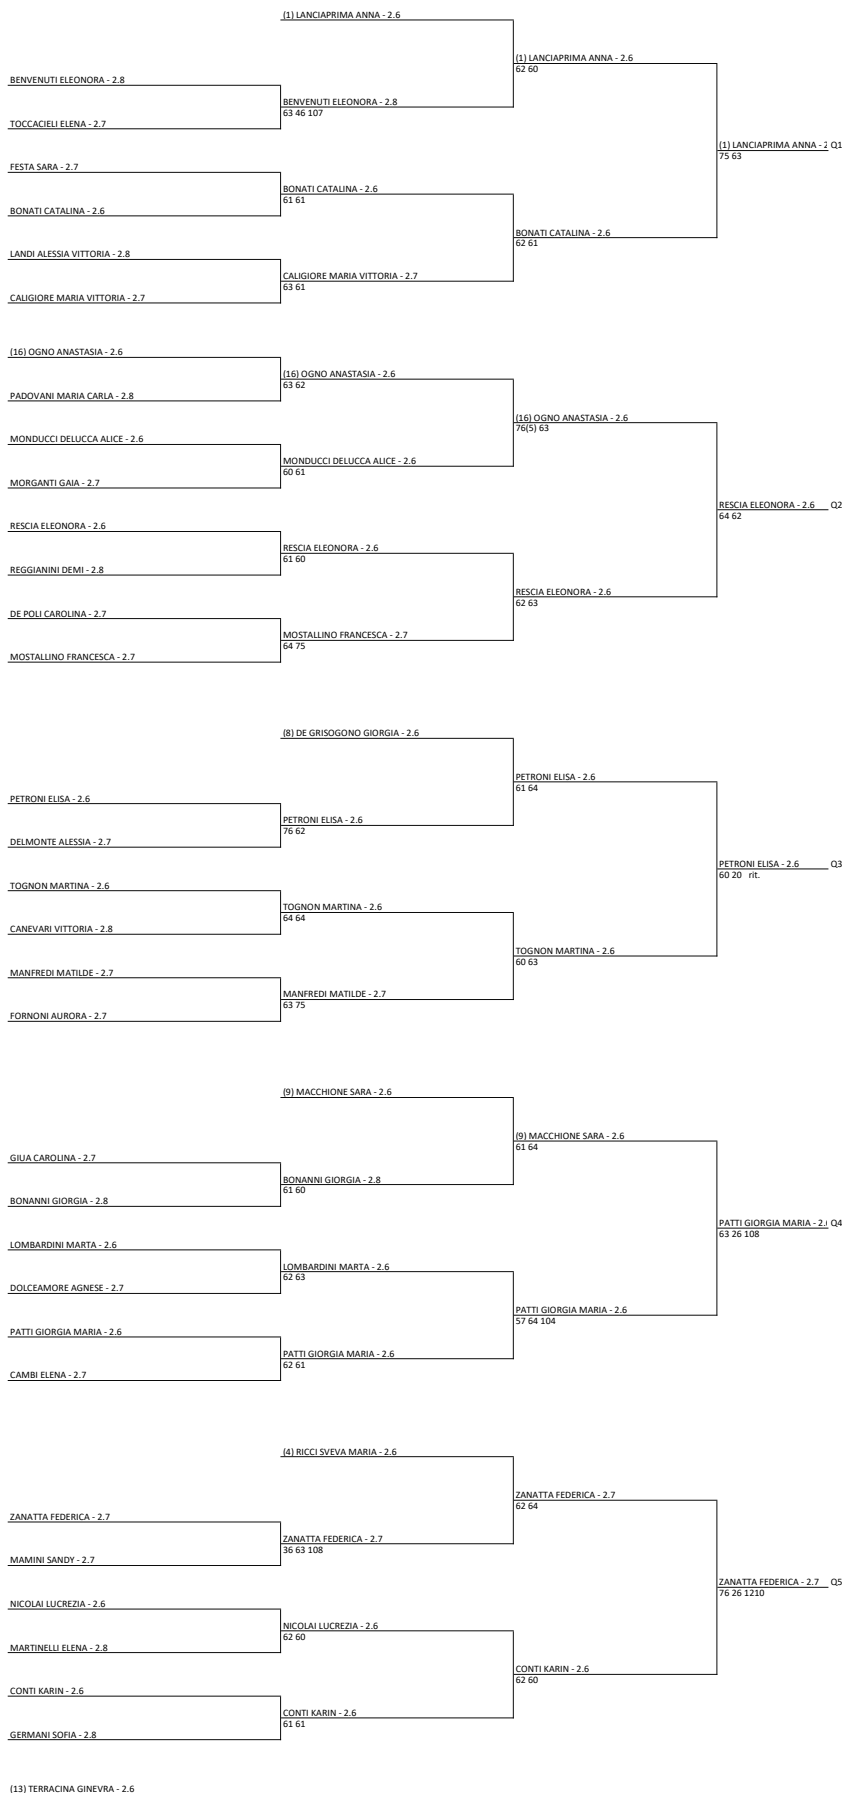 (1) LANCIAPRIMA ANNA - 2.6
(1) LANCIAPRIMA ANNA - 2.6
62 60
BENVENUTI ELEONORA - 2.8
BENVENUTI ELEONORA - 2.8
63 46 107
TOCCACIELI ELENA - 2.7
(1) LANCIAPRIMA ANNA - 2 Q1
75 63
FESTA SARA - 2.7
BONATI CATALINA - 2.6
61 61
BONATI CATALINA - 2.6
BONATI CATALINA - 2.6
62 61
LANDI ALESSIA VITTORIA - 2.8
CALIGIORE MARIA VITTORIA - 2.7
63 61
CALIGIORE MARIA VITTORIA - 2.7
(16) OGNO ANASTASIA - 2.6
(16) OGNO ANASTASIA - 2.6
63 62
PADOVANI MARIA CARLA - 2.8
(16) OGNO ANASTASIA - 2.6
76(5) 63
MONDUCCI DELUCCA ALICE - 2.6
MONDUCCI DELUCCA ALICE - 2.6
60 61
MORGANTI GAIA - 2.7
RESCIA ELEONORA - 2.6 Q2
64 62
RESCIA ELEONORA - 2.6
RESCIA ELEONORA - 2.6
61 60
REGGIANINI DEMI - 2.8
RESCIA ELEONORA - 2.6
62 63
DE POLI CAROLINA - 2.7
MOSTALLINO FRANCESCA - 2.7
64 75
MOSTALLINO FRANCESCA - 2.7
(8) DE GRISOGONO GIORGIA - 2.6
PETRONI ELISA - 2.6
61 64
PETRONI ELISA - 2.6
PETRONI ELISA - 2.6
76 62
DELMONTE ALESSIA - 2.7
PETRONI ELISA - 2.6 Q3
60 20 rit.
TOGNON MARTINA - 2.6
TOGNON MARTINA - 2.6
64 64
CANEVARI VITTORIA - 2.8
TOGNON MARTINA - 2.6
60 63
MANFREDI MATILDE - 2.7
MANFREDI MATILDE - 2.7
63 75
FORNONI AURORA - 2.7
(9) MACCHIONE SARA - 2.6
(9) MACCHIONE SARA - 2.6
61 64
GIUA CAROLINA - 2.7
BONANNI GIORGIA - 2.8
61 60
BONANNI GIORGIA - 2.8
PATTI GIORGIA MARIA - 2. Q4
63 26 108
LOMBARDINI MARTA - 2.6
LOMBARDINI MARTA - 2.6
62 63
DOLCEAMORE AGNESE - 2.7
PATTI GIORGIA MARIA - 2.6
57 64 104
PATTI GIORGIA MARIA - 2.6
PATTI GIORGIA MARIA - 2.6
62 61
CAMBI ELENA - 2.7
(4) RICCI SVEVA MARIA - 2.6
ZANATTA FEDERICA - 2.7
62 64
ZANATTA FEDERICA - 2.7
ZANATTA FEDERICA - 2.7
36 63 108
MAMINI SANDY - 2.7
ZANATTA FEDERICA - 2.7 Q5
76 26 1210
NICOLAI LUCREZIA - 2.6
NICOLAI LUCREZIA - 2.6
62 60
MARTINELLI ELENA - 2.8
CONTI KARIN - 2.6
62 60
CONTI KARIN - 2.6
CONTI KARIN - 2.6
61 61
GERMANI SOFIA - 2.8
(13) TERRACINA GINEVRA - 2.6